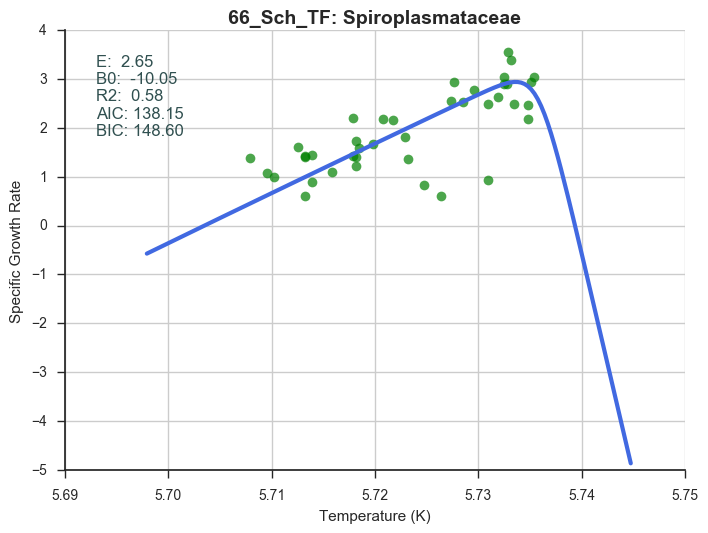 66_Sch_TF: Spiroplasmataceae
E:  2.65
B0:  -10.05
R2:  0.58
AIC: 138.15
BIC: 148.60
4
3
2
1
0
−1
−2
−3
−4
−5
Specific Growth Rate
5.69 5.70 5.71 5.72 5.73 5.74 5.75
Temperature (K)